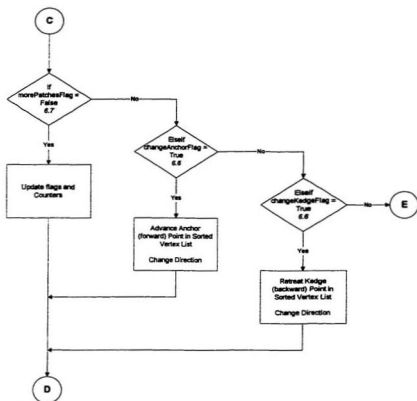 C
If
morePatchesFlag =
False
6.7
No
Yes
Update flags and
Counters
Elseif
changeAnchorFlag =
True
6.6
No
Yes
Advance Anchor
(forward) Point in Sorted
Vertex List
Change Direction
Elseif
changeKedgeFlag =
True
6.6
No
E
Yes
Retreat Kedge
(backward) Point in
Sorted Vertex List
Change Direction
D